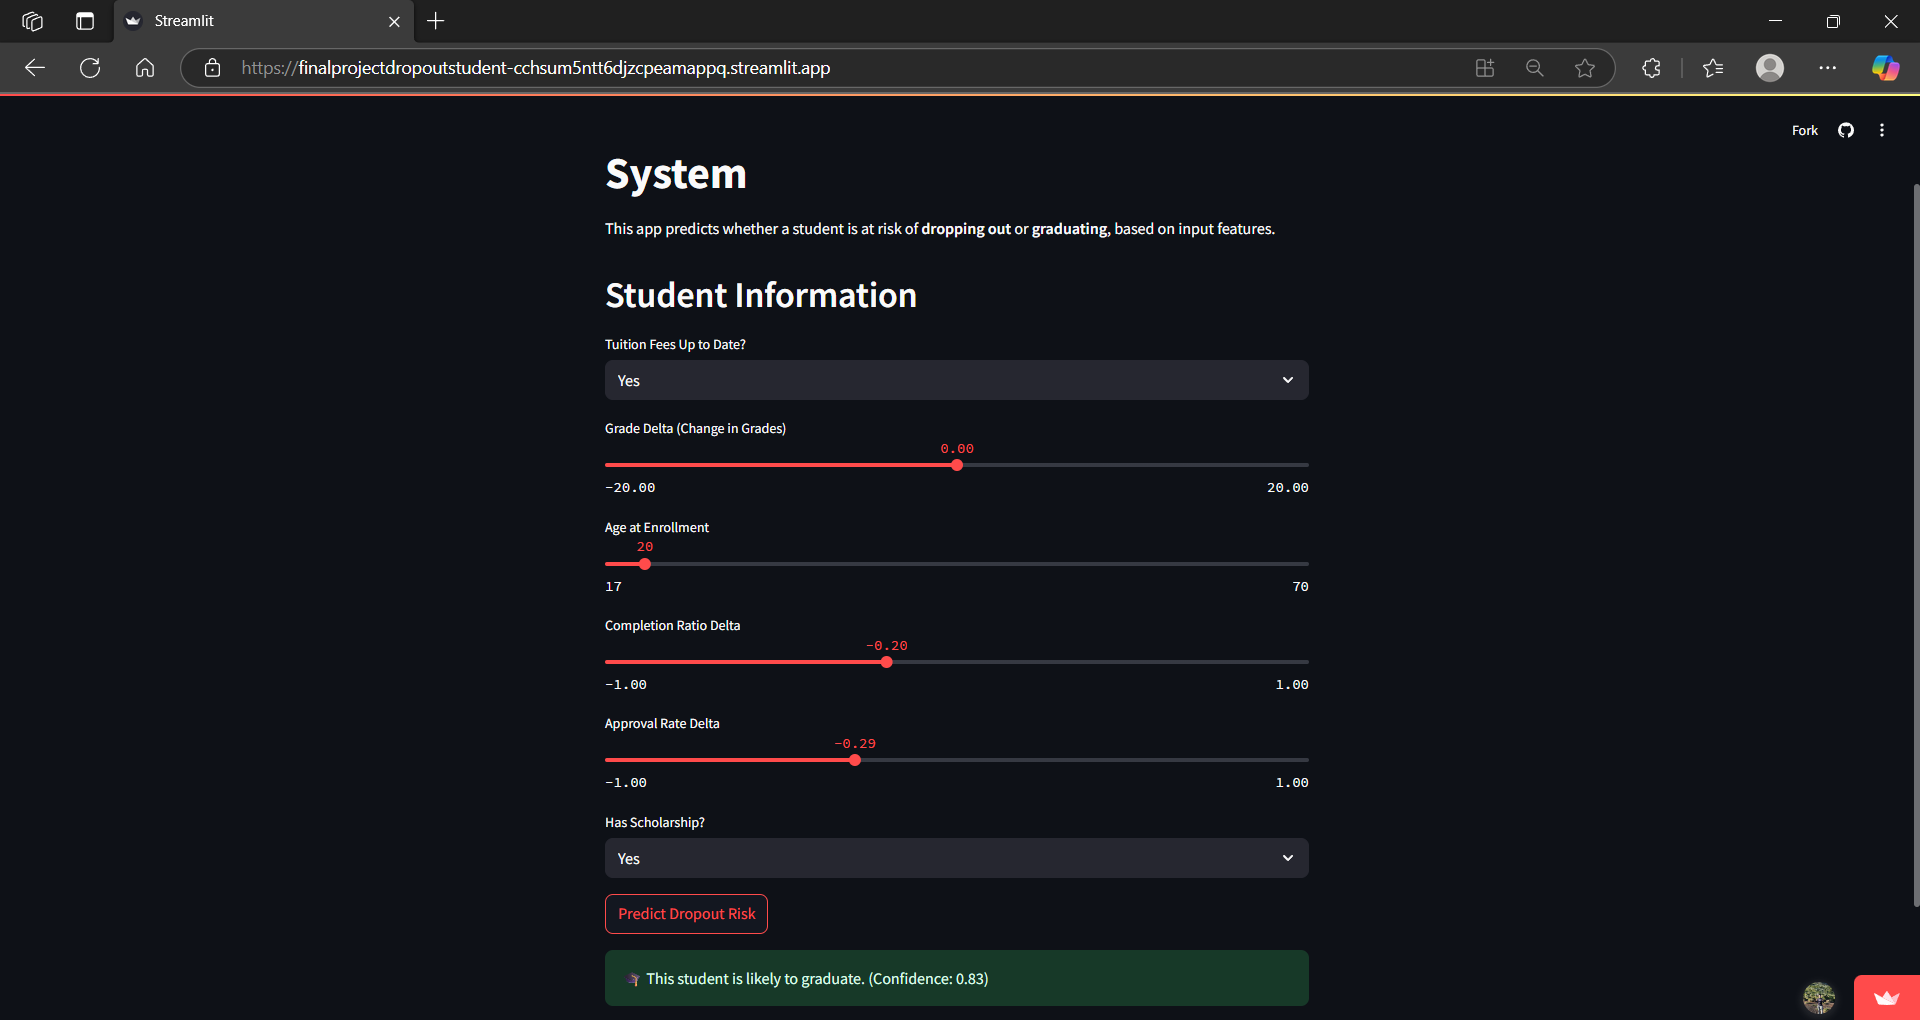 Streamlit
https://finalprojectdropoutstudent-cchsum5ntt6djzcpeamappq.streamlit.app
Fork
System
This app predicts whether a student is at risk of dropping out or graduating, based on input features.
Student Information
Tuition Fees Up to Date?
Yes
Grade Delta (Change in Grades)
0.00
-20.00 20.00
Age at Enrollment
20
17 70
Completion Ratio Delta
-0.20
-1.00 1.00
Approval Rate Delta
-0.29
-1.00 1.00
Has Scholarship?
Yes
Predict Dropout Risk
🎓 This student is likely to graduate. (Confidence: 0.83)